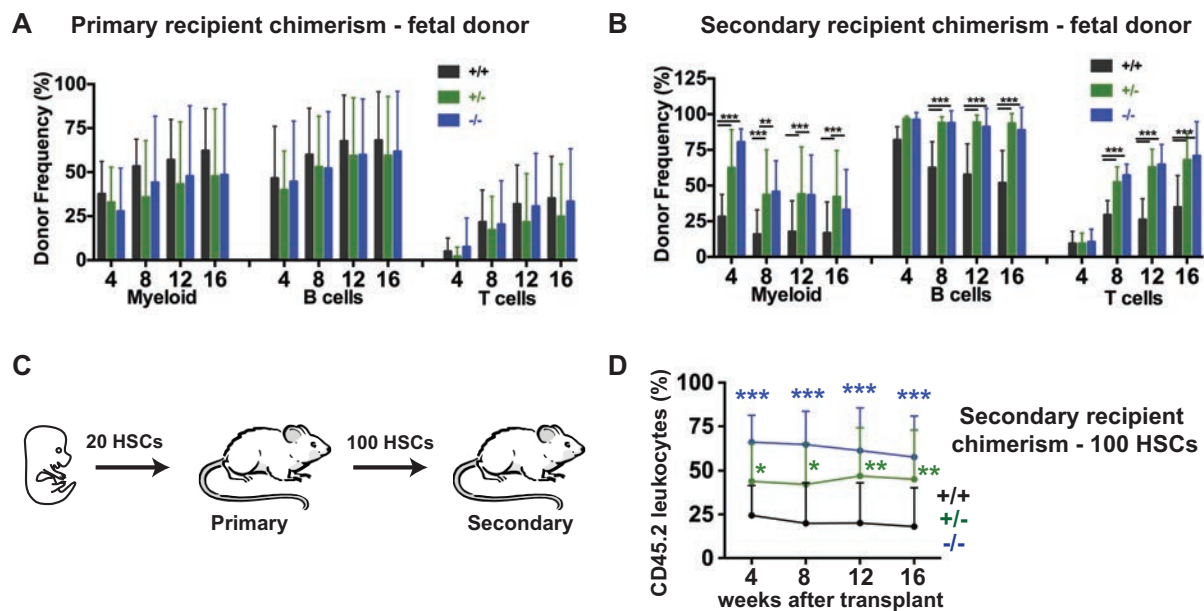 A Primary recipient chimerism - fetal donor
Donor Frequency (%)
100
75
50
25
0
+/+
+/-
-/-
4 8 12 16 4 8 12 16 4 8 12 16
Myeloid B cells T cells
B Secondary recipient chimerism - fetal donor
Donor Frequency (%)
125
100
75
50
25
0
+/+
+/-
-/-
*** *** ** *** *** *** *** *** *** *** ***
4 8 12 16 4 8 12 16 4 8 12 16
Myeloid B cells T cells
C
20 HSCs 100 HSCs
Primary Secondary
D
CD45.2 leukocytes (%)
100
75
50
25
0
*** *** *** ***
* * ** **
Secondary recipient
chimerism - 100 HSCs
+/+
+/-
-/-
4 8 12 16
weeks after transplant